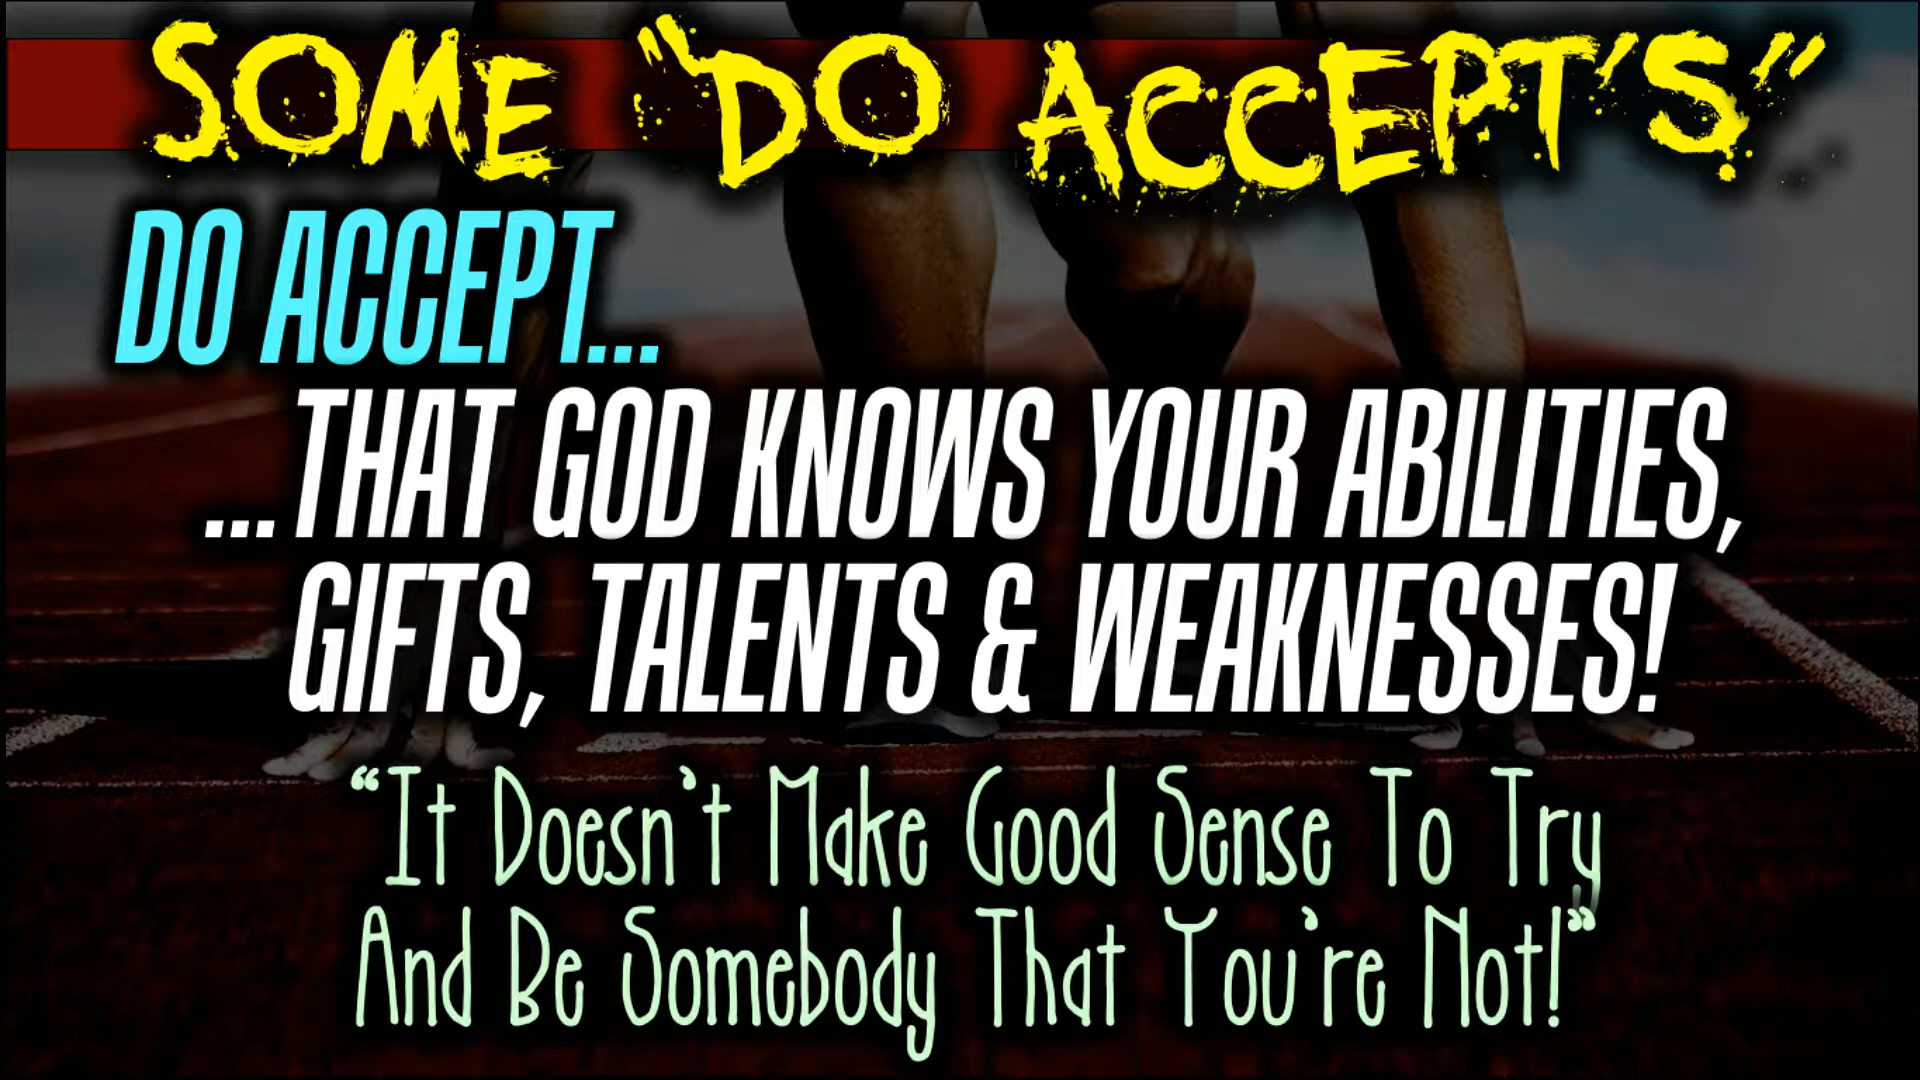 SOME "DO ACCEPT'S"
DO ACCEPT...
...THAT GOD KNOWS YOUR ABILITIES,
GIFTS, TALENTS & WEAKNESSES!
“It Doesn't Make Good Sense To Try
And Be Somebody That You're Not!”